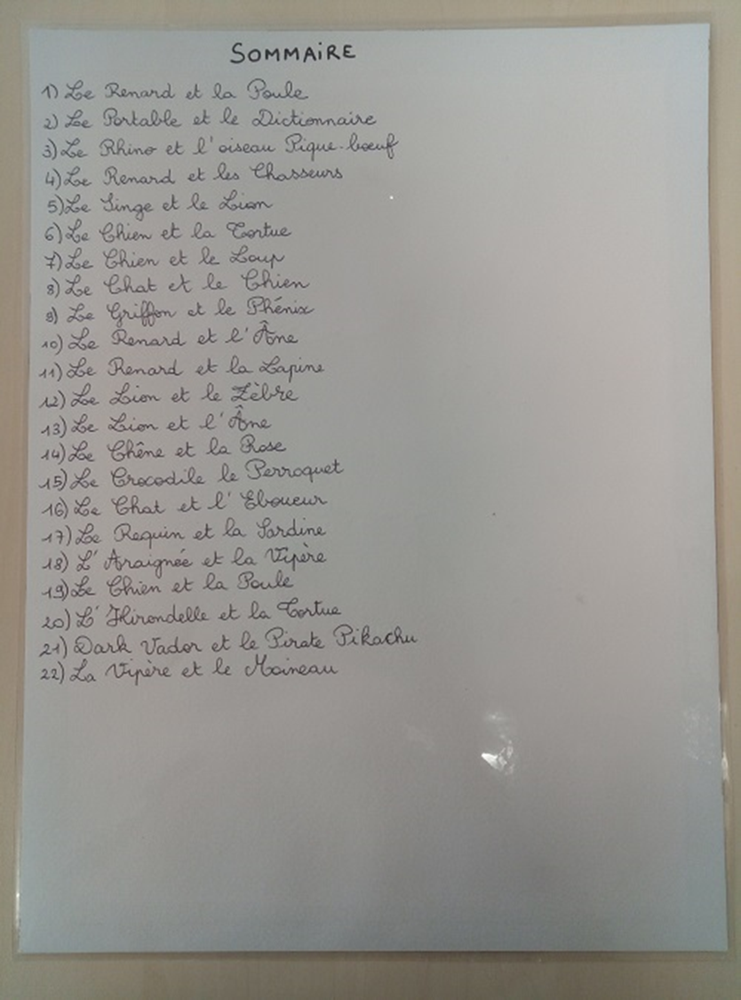 SOMMAIRE
1) Le Renard et la Poule
2) Le Portable et le Dictionnaire
3) Le Rhino et l'oiseau Pique-bœuf
4) Le Renard et les Chasseurs
5) Le Singe et le Lion
6) Le Chien et la Tortue
7) Le Chien et le Loup
8) Le Chat et le Chien
9) Le Griffon et le Phénix
10) Le Renard et l'Âne
11) Le Renard et la Lapine
12) Le Lion et le Zèbre
13) Le Lion et l'Âne
14) Le Chêne et la Rose
15) Le Crocodile le Perroquet
16) Le Chat et l'Eboueur
17) Le Requin et la Sardine
18) L'Araignée et la Vipère
19) Le Chien et la Poule
20) L'Hirondelle et la Tortue
21) Dark Vador et le Pirate Pikachu
22) La Vipère et le Moineau